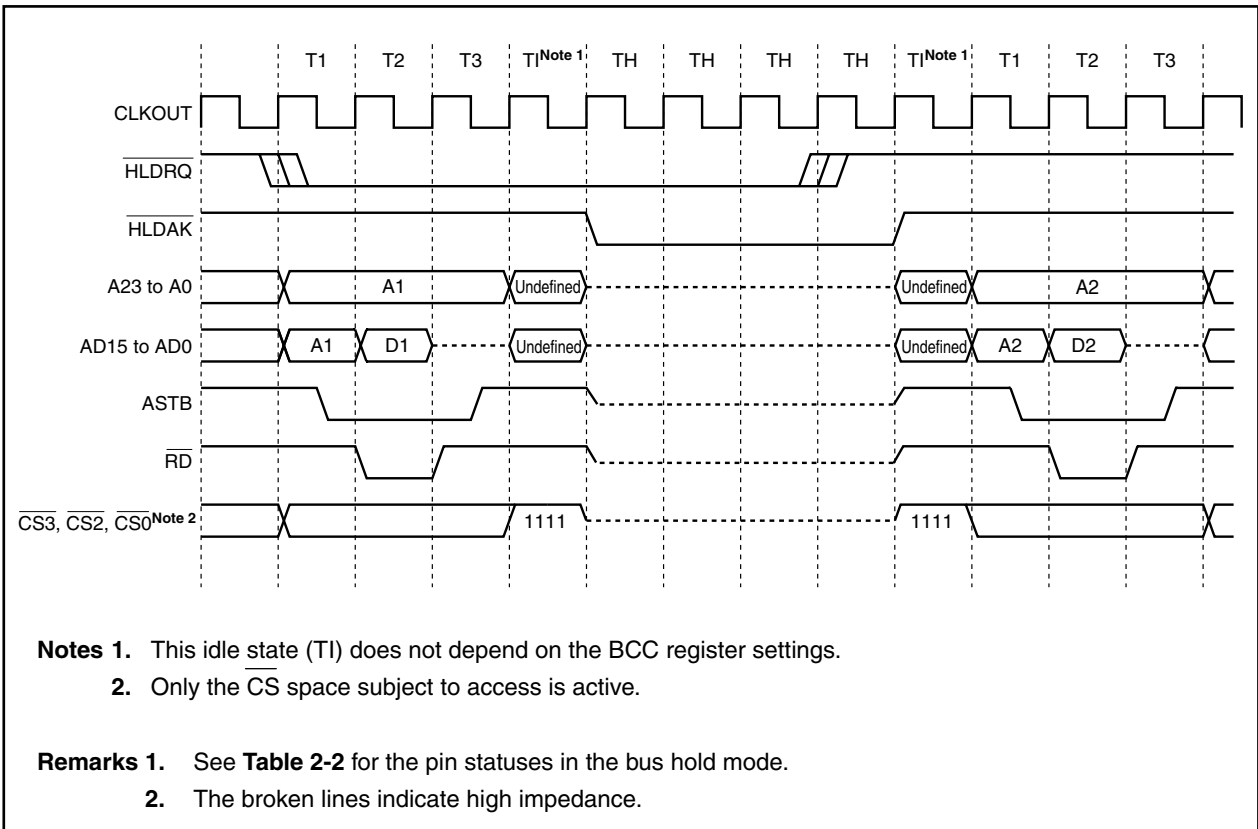 T1 T2 T3 TINote 1 TH TH TH TH TINote 1 T1 T2 T3
CLKOUT
HLDRQ
HLDAK
A23 to A0 A1 Undefined Undefined A2
AD15 to AD0 A1 D1 Undefined Undefined A2 D2
ASTB
RD
CS3, CS2, CS0Note 2 1111 1111
Notes 1. This idle state (TI) does not depend on the BCC register settings.
2. Only the CS space subject to access is active.
Remarks 1. See Table 2-2 for the pin statuses in the bus hold mode.
2. The broken lines indicate high impedance.